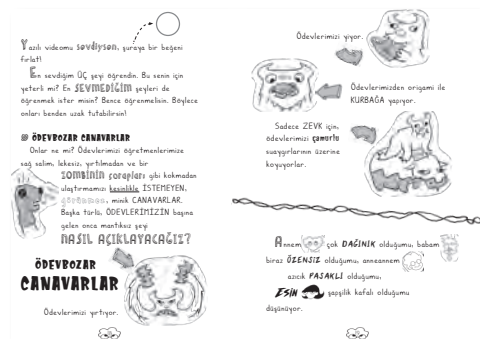 Yazılı videomu sevdiysen, şuraya bir beğeni
fırlat!
En sevdiğim ÜÇ şeyi öğrendin. Bu senin için
yeterli mi? En SEVMEDİĞİM şeyleri de
öğrenmek ister misin? Bence öğrenmelisin. Böylece
onları benden uzak tutabilirsin!
ÖDEVBOZAR CANAVARLAR
Onlar ne mi? Ödevlerimizi öğretmenlerimize
sağ salim, lekesiz, yırtılmadan ve bir
zombinin çorapları gibi kokmadan
ulaştırmamızı kesinlikle İSTEMEYEN,
görünmez, minik CANAVARLAR.
Başka türlü, ÖDEVLERİMİZİN başına
gelen onca mantıksız şeyi
NASIL AÇIKLAYACAĞIZ?
ÖDEVBOZAR
CANAVARLAR
Ödevlerimizi yırtıyor.
Ödevlerimizi yiyor.
Ödevlerimizden origami ile
KURBAĞA yapıyor.
Sadece ZEVK için,
ödevlerimizi çamurlu
suaygırlarının üzerine
koyuyorlar.
Annem çok DAĞINIK olduğumu, babam
biraz ÖZENSİZ olduğumu, anneannem
azıcık PASAKLI olduğumu,
ESİN şapşilik kafalı olduğumu
düşünüyor.